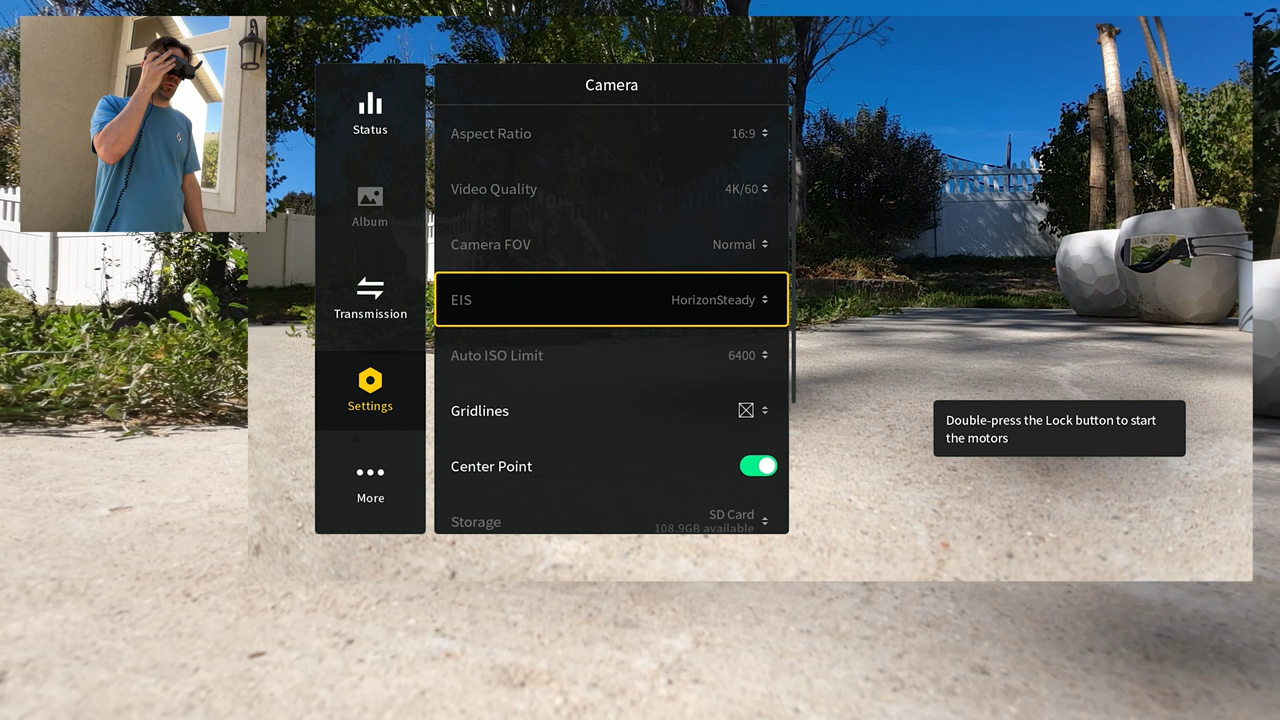 Status
Album
Transmission
Settings
More
Camera
Aspect Ratio 16:9
Video Quality 4K/60
Camera FOV Normal
EIS HorizonSteady
Auto ISO Limit 6400
Gridlines
Center Point
Storage SD Card
108.9GB available
Double-press the Lock button to start
the motors